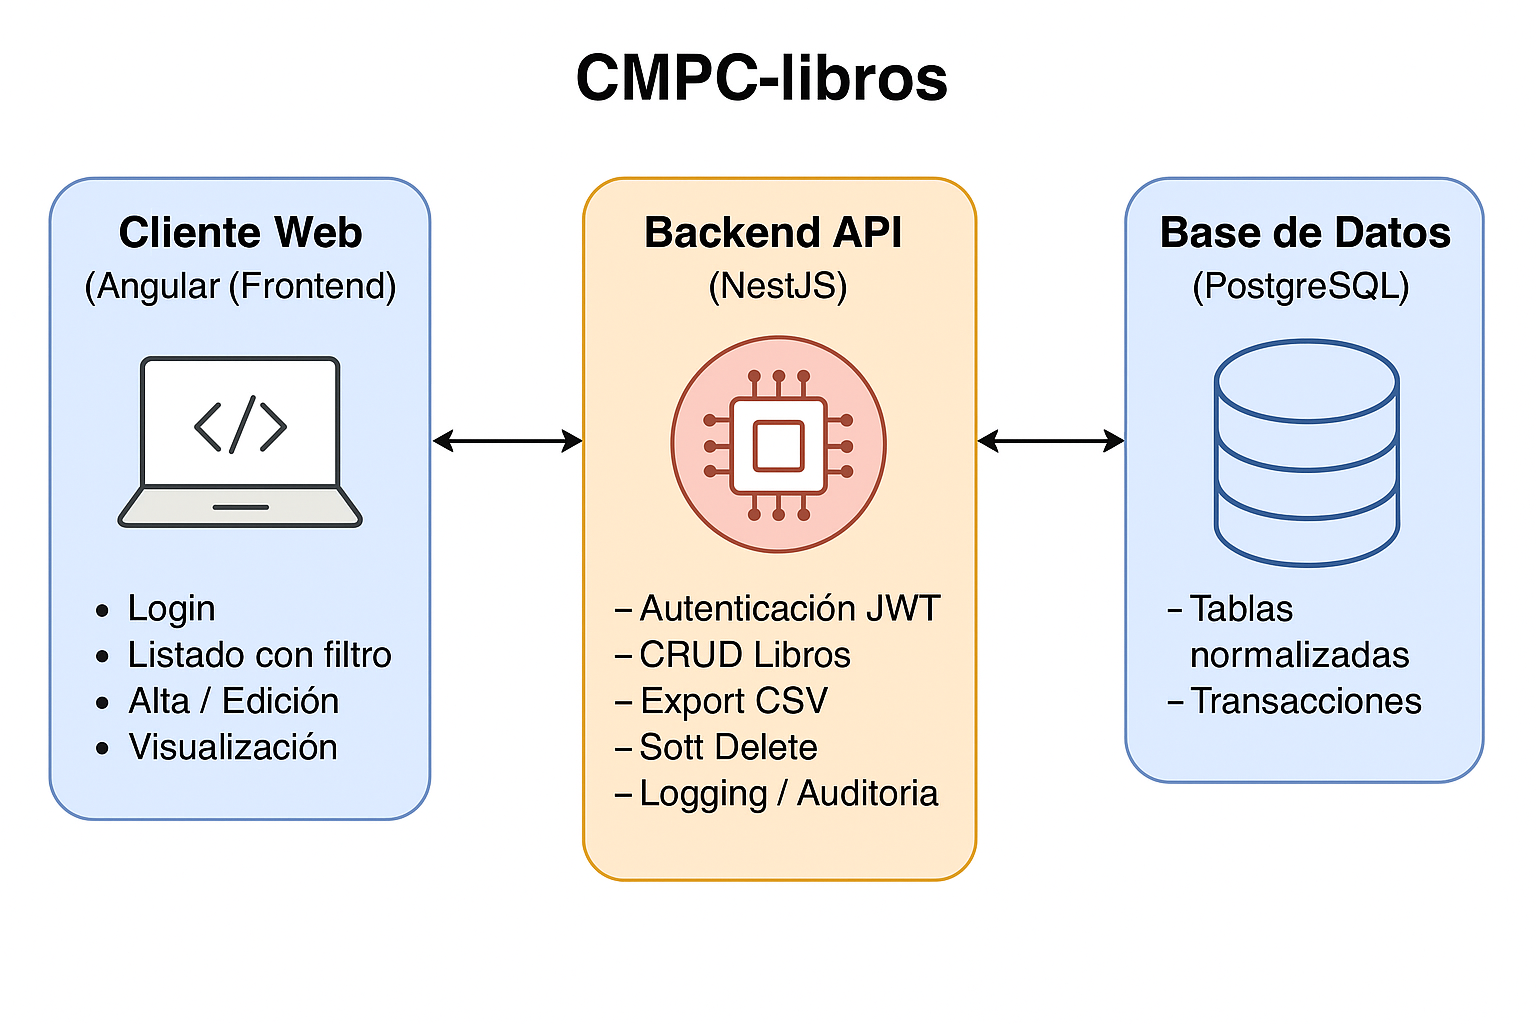 CMPC-libros
Cliente Web
(Angular (Frontend)
• Login
• Listado con filtro
• Alta / Edición
• Visualización
Backend API
(NestJS)
– Autenticación JWT
– CRUD Libros
– Export CSV
– Sott Delete
– Logging / Auditoria
Base de Datos
(PostgreSQL)
– Tablas
normalizadas
– Transacciones